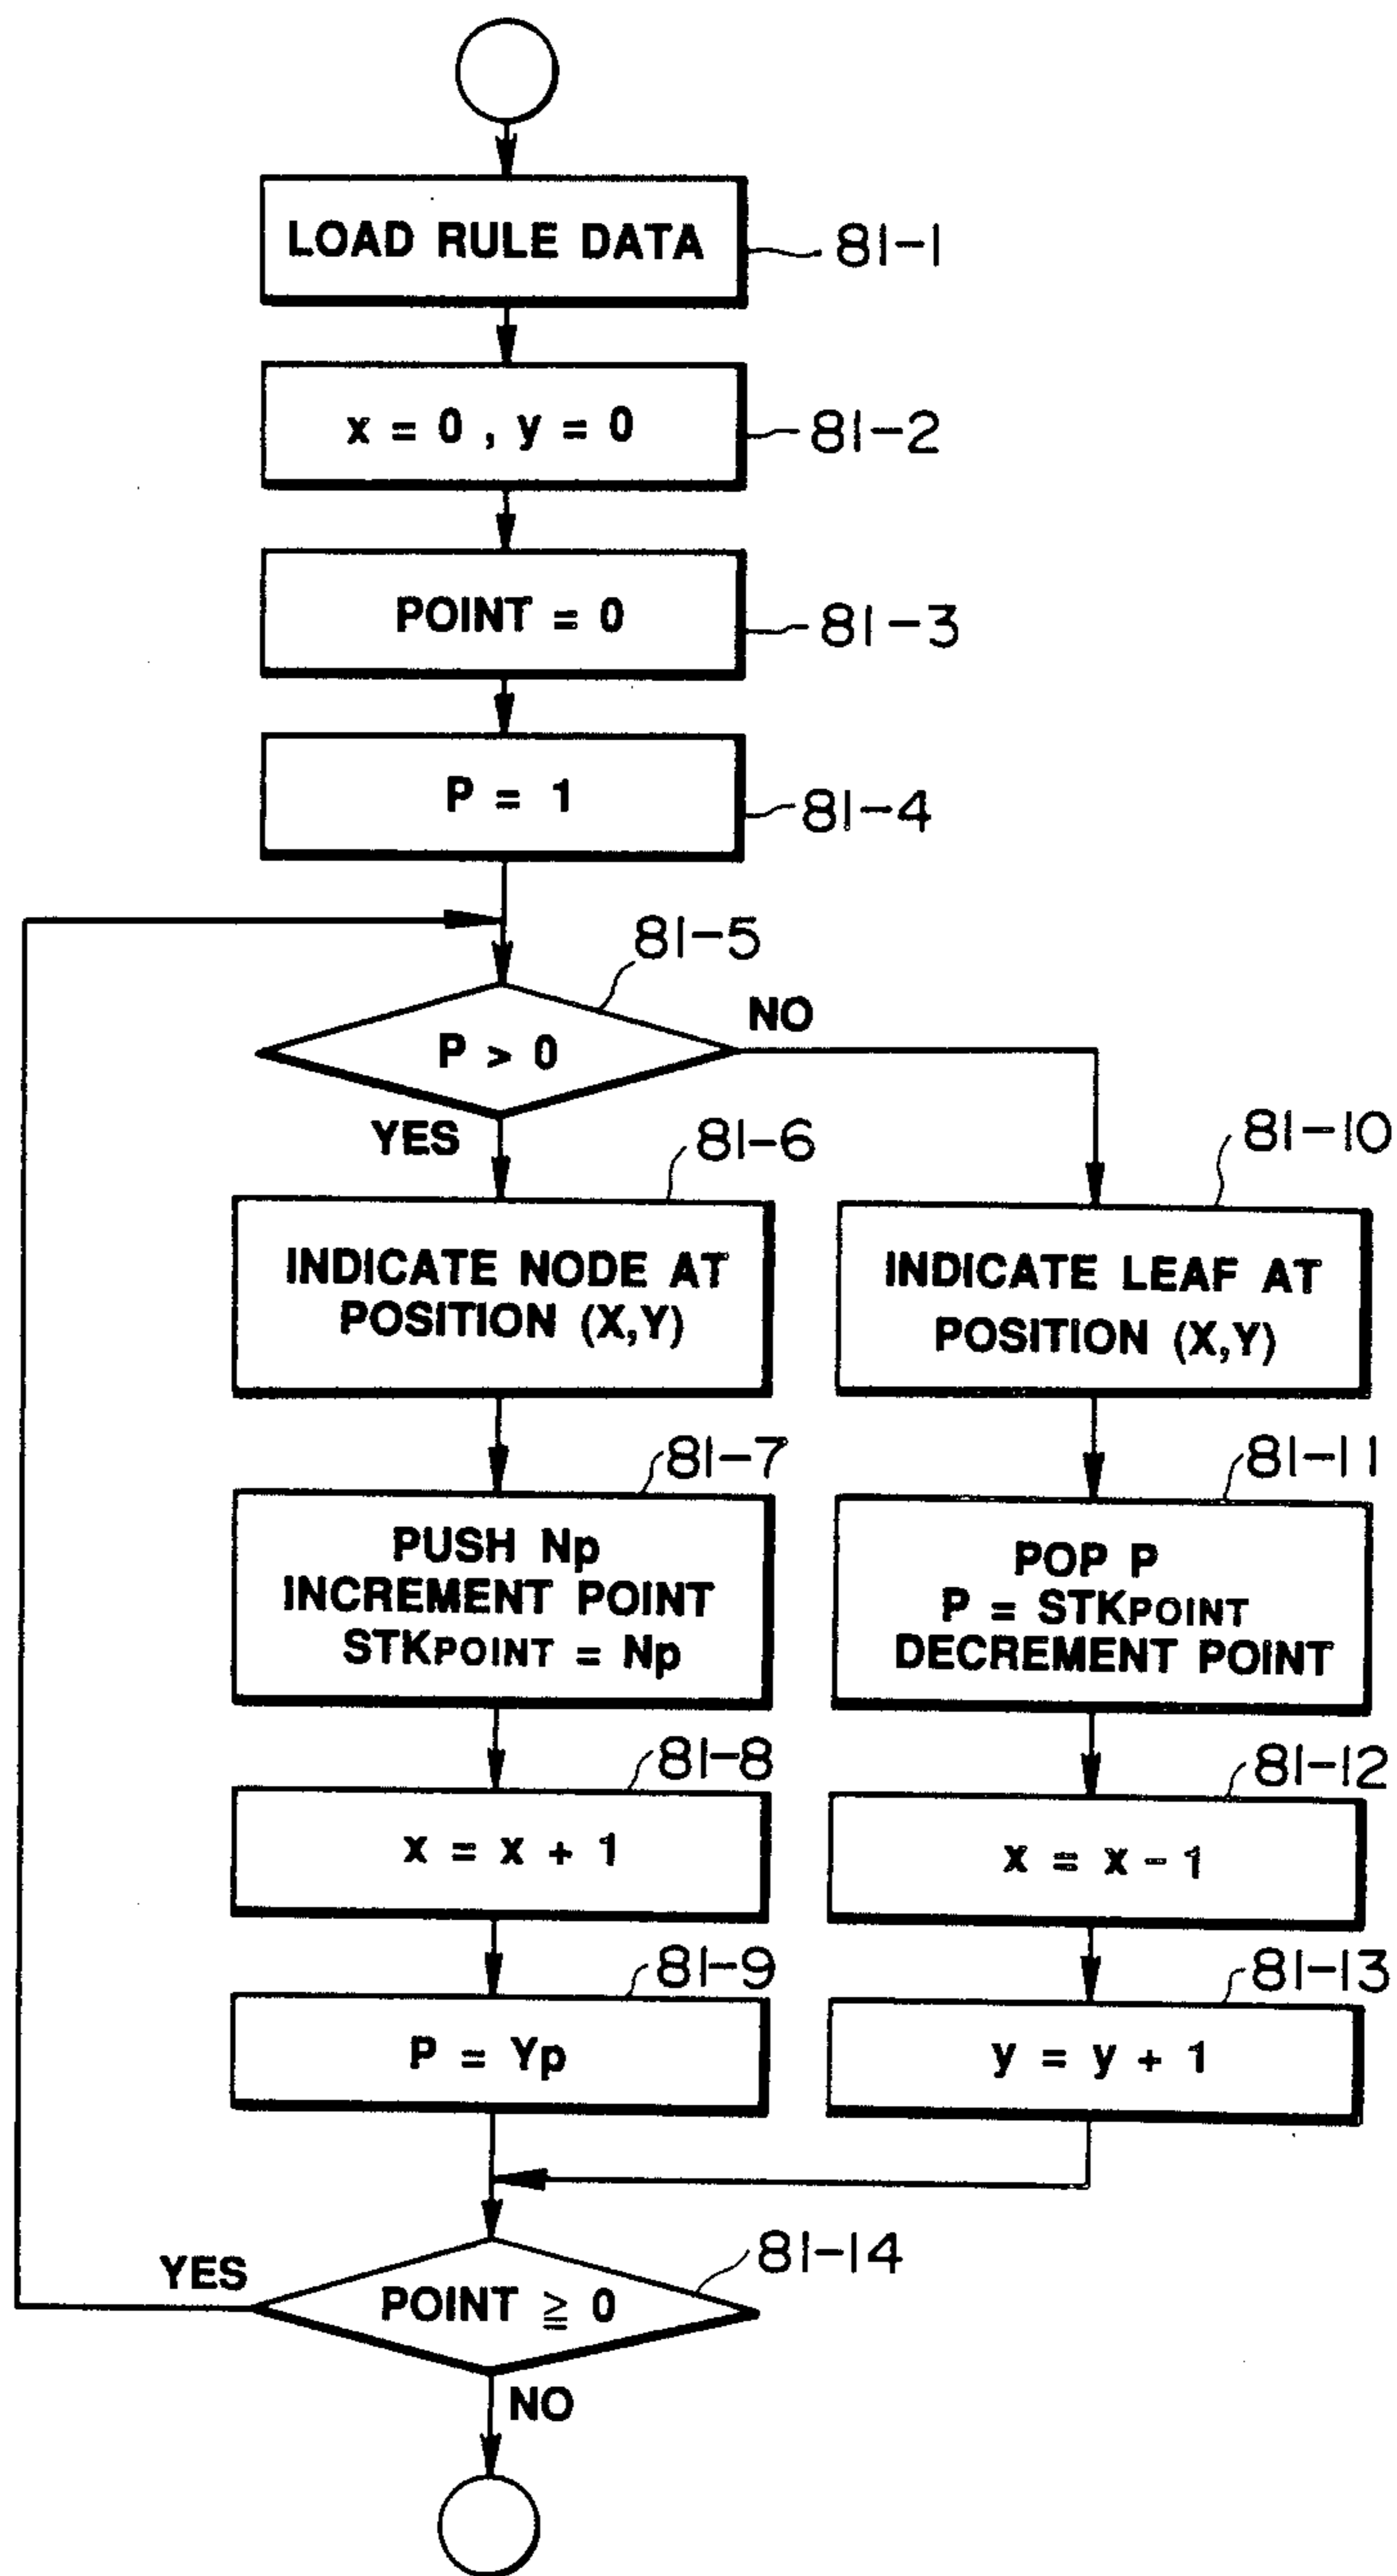 LOAD RULE DATA
81-1
x = 0 , y = 0
81-2
POINT = 0
81-3
P = 1
81-4
81-5
P > 0
NO
YES
81-6
INDICATE NODE AT
POSITION (X,Y)
81-7
PUSH Np
INCREMENT POINT
STKPOINT = Np
81-8
x = x + 1
81-9
P = Yp
81-10
INDICATE LEAF AT
POSITION (X,Y)
81-11
POP P
P = STKPOINT
DECREMENT POINT
81-12
x = x - 1
81-13
y = y + 1
81-14
YES
POINT ≧ 0
NO